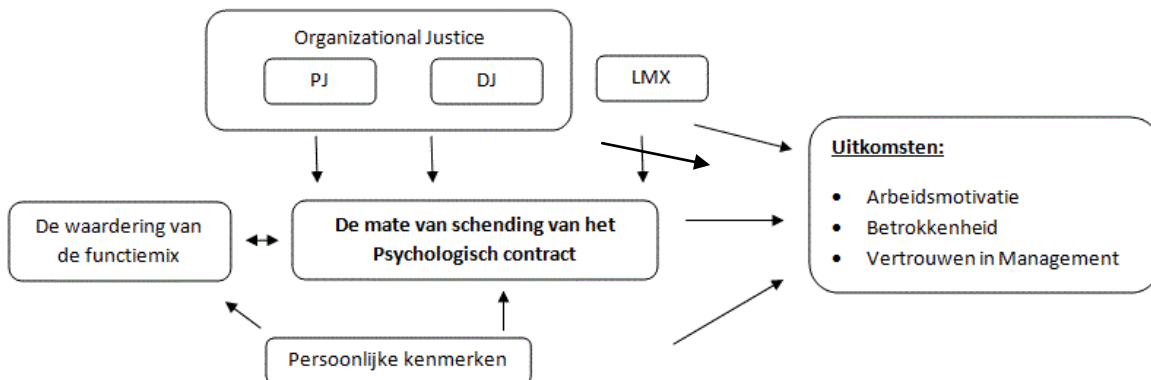 Organizational Justice
PJ
DJ
LMX
Uitkomsten:
• Arbeidsmotivatie
• Betrokkenheid
• Vertrouwen in Management
De waardering van
de functiemix
De mate van schending van het
Psychologisch contract
Persoonlijke kenmerken